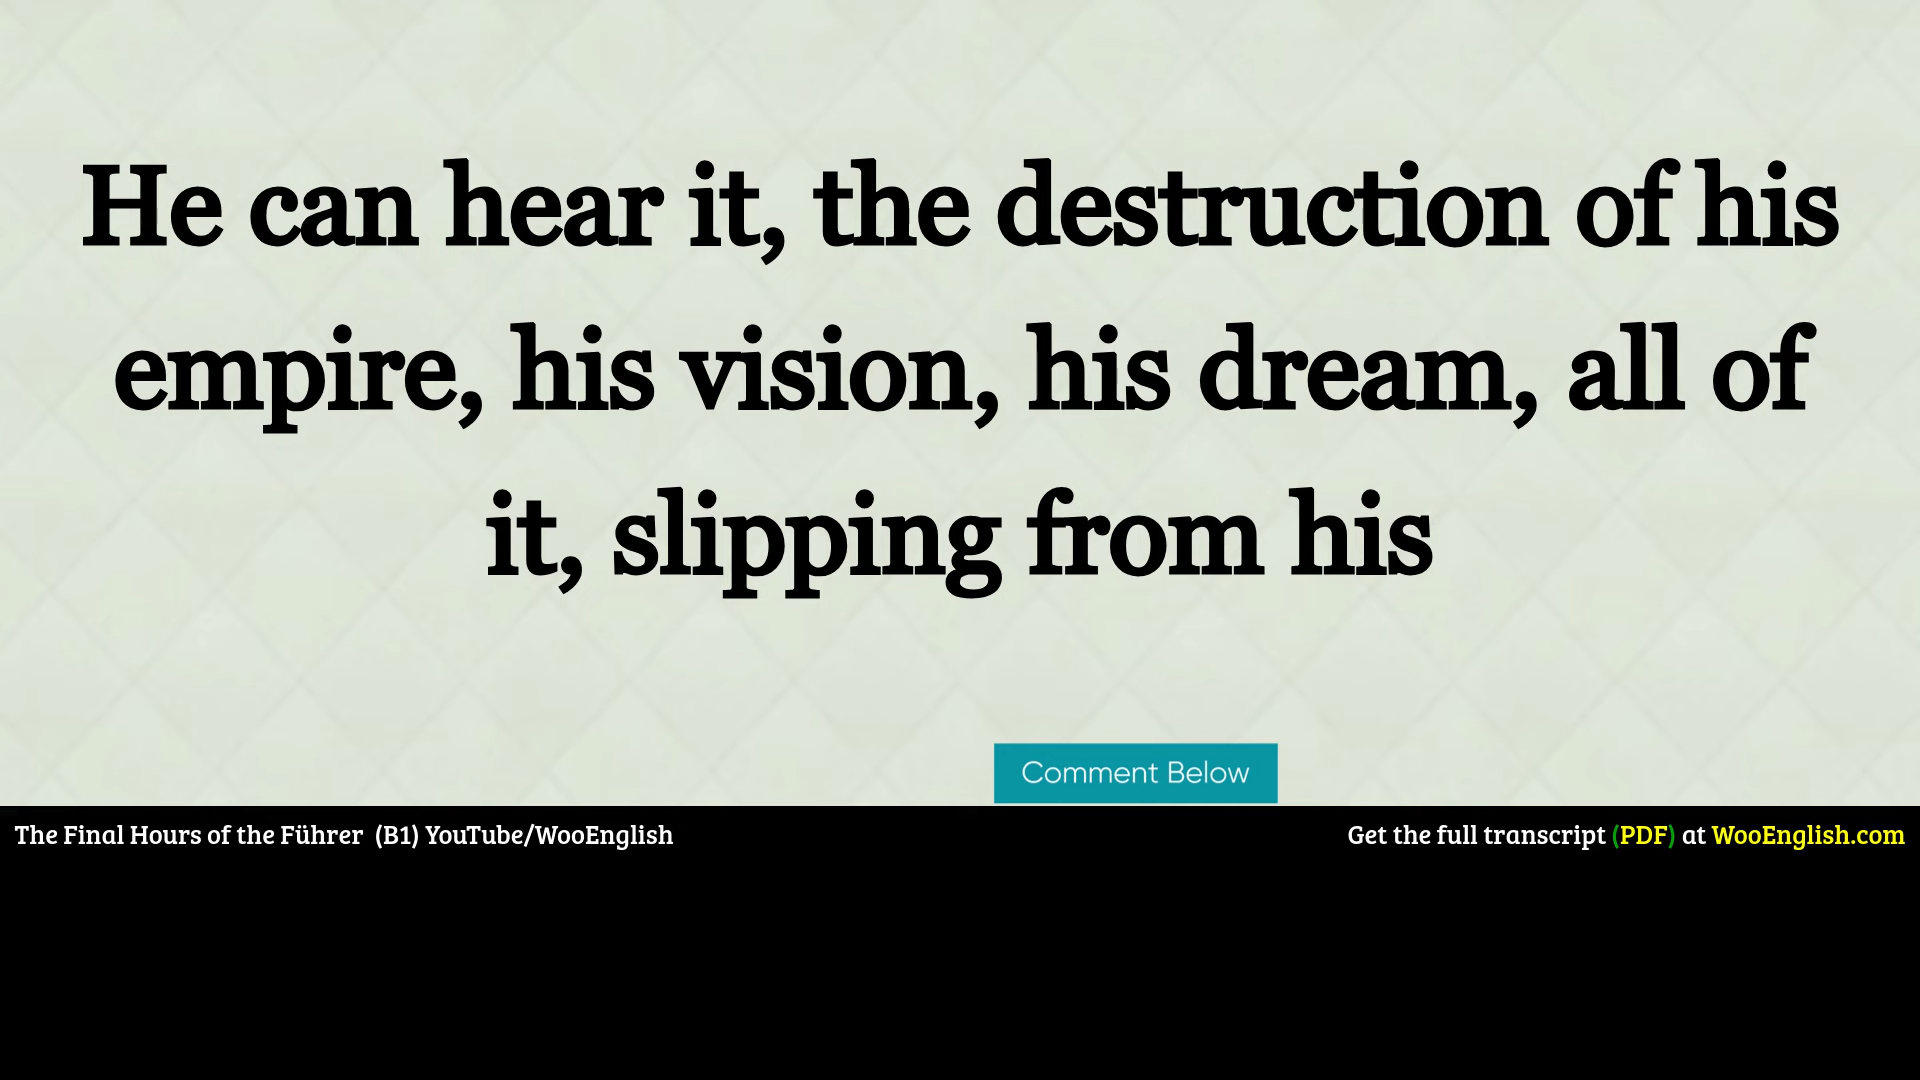 He can hear it, the destruction of his
empire, his vision, his dream, all of
it, slipping from his
Comment Below
The Final Hours of the Führer (B1) YouTube/WooEnglish
Get the full transcript (PDF) at WooEnglish.com